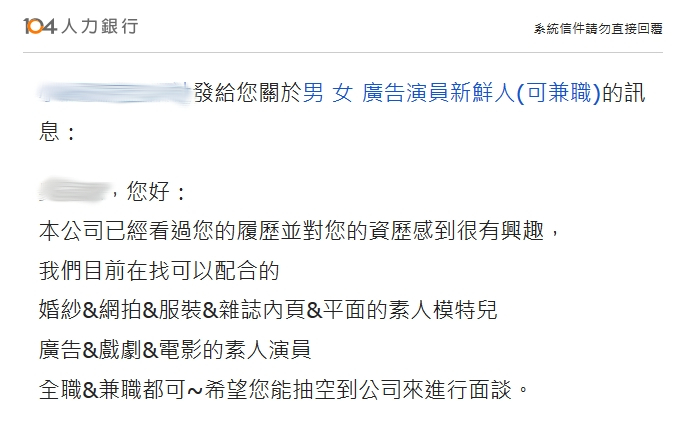 104人力銀行
系統信件請勿直接回覆
發給您關於男 女 廣告演員新鮮人(可兼職)的訊
息：
，您好：
本公司已經看過您的履歷並對您的資歷感到很有興趣，
我們目前在找可以配合的
婚紗&網拍&服裝&雜誌內頁&平面的素人模特兒
廣告&戲劇&電影的素人演員
全職&兼職都可~希望您能抽空到公司來進行面談。